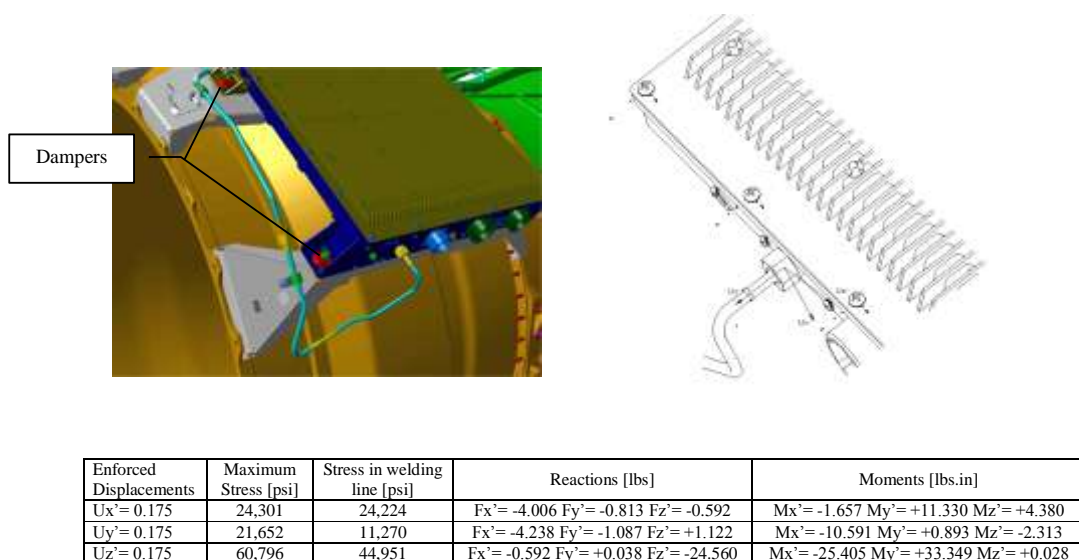 Dampers
Enforced Displacements Maximum Stress [psi] Stress in welding line [psi] Reactions [lbs] Moments [lbs.in]
Ux’= 0.175 24,301 24,224 Fx’= -4.006 Fy’= -0.813 Fz’= -0.592 Mx’= -1.657 My’= +11.330 Mz’= +4.380
Uy’= 0.175 21,652 11,270 Fx’= -4.238 Fy’= -1.087 Fz’= +1.122 Mx’= -10.591 My’= +0.893 Mz’= -2.313
Uz’= 0.175 60,796 44,951 Fx’= -0.592 Fy’= +0.038 Fz’= -24.560 Mx’= -25.405 My’= +33.349 Mz’= +0.028